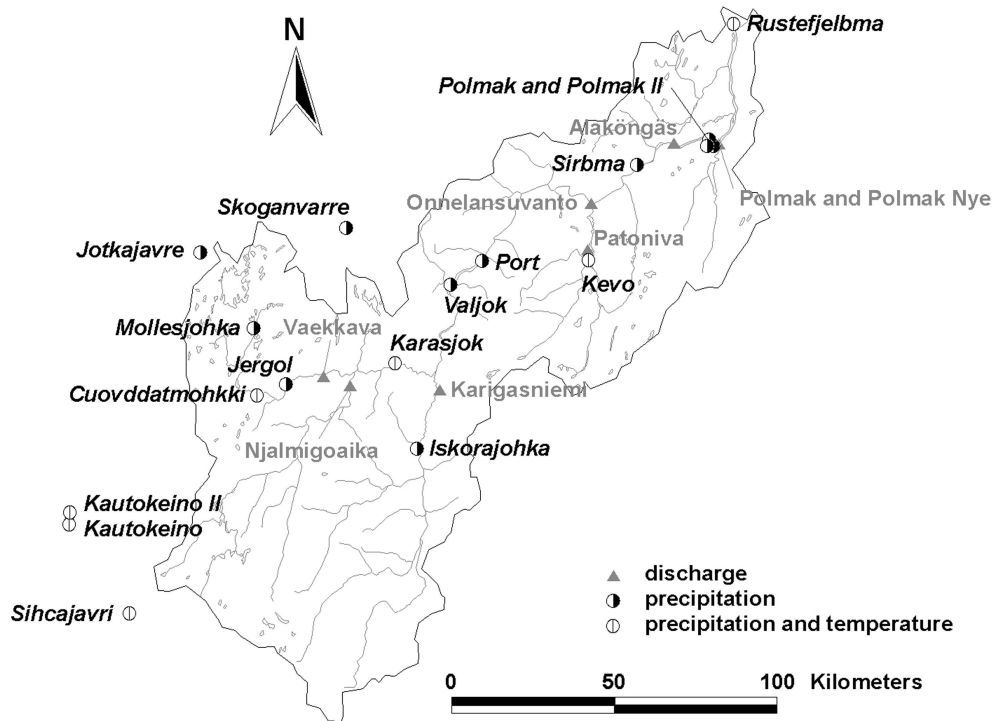 Rustefjelbma
N
Polmak and Polmak II
Alaköngäs
Sirbma
Polmak and Polmak Nye
Onnelansuvanto
Skoganvarre
Patoniva
Jotkajavre
Port
Kevo
Valjok
Mollesjohka
Vaekkava
Karasjok
Jergol
Cuovddatmohkki
Karigasniemi
Njalmigoaika
Iskorajohka
Kautokeino II
Kautokeino
discharge
precipitation
Sihcajavri
precipitation and temperature
0 50 100 Kilometers